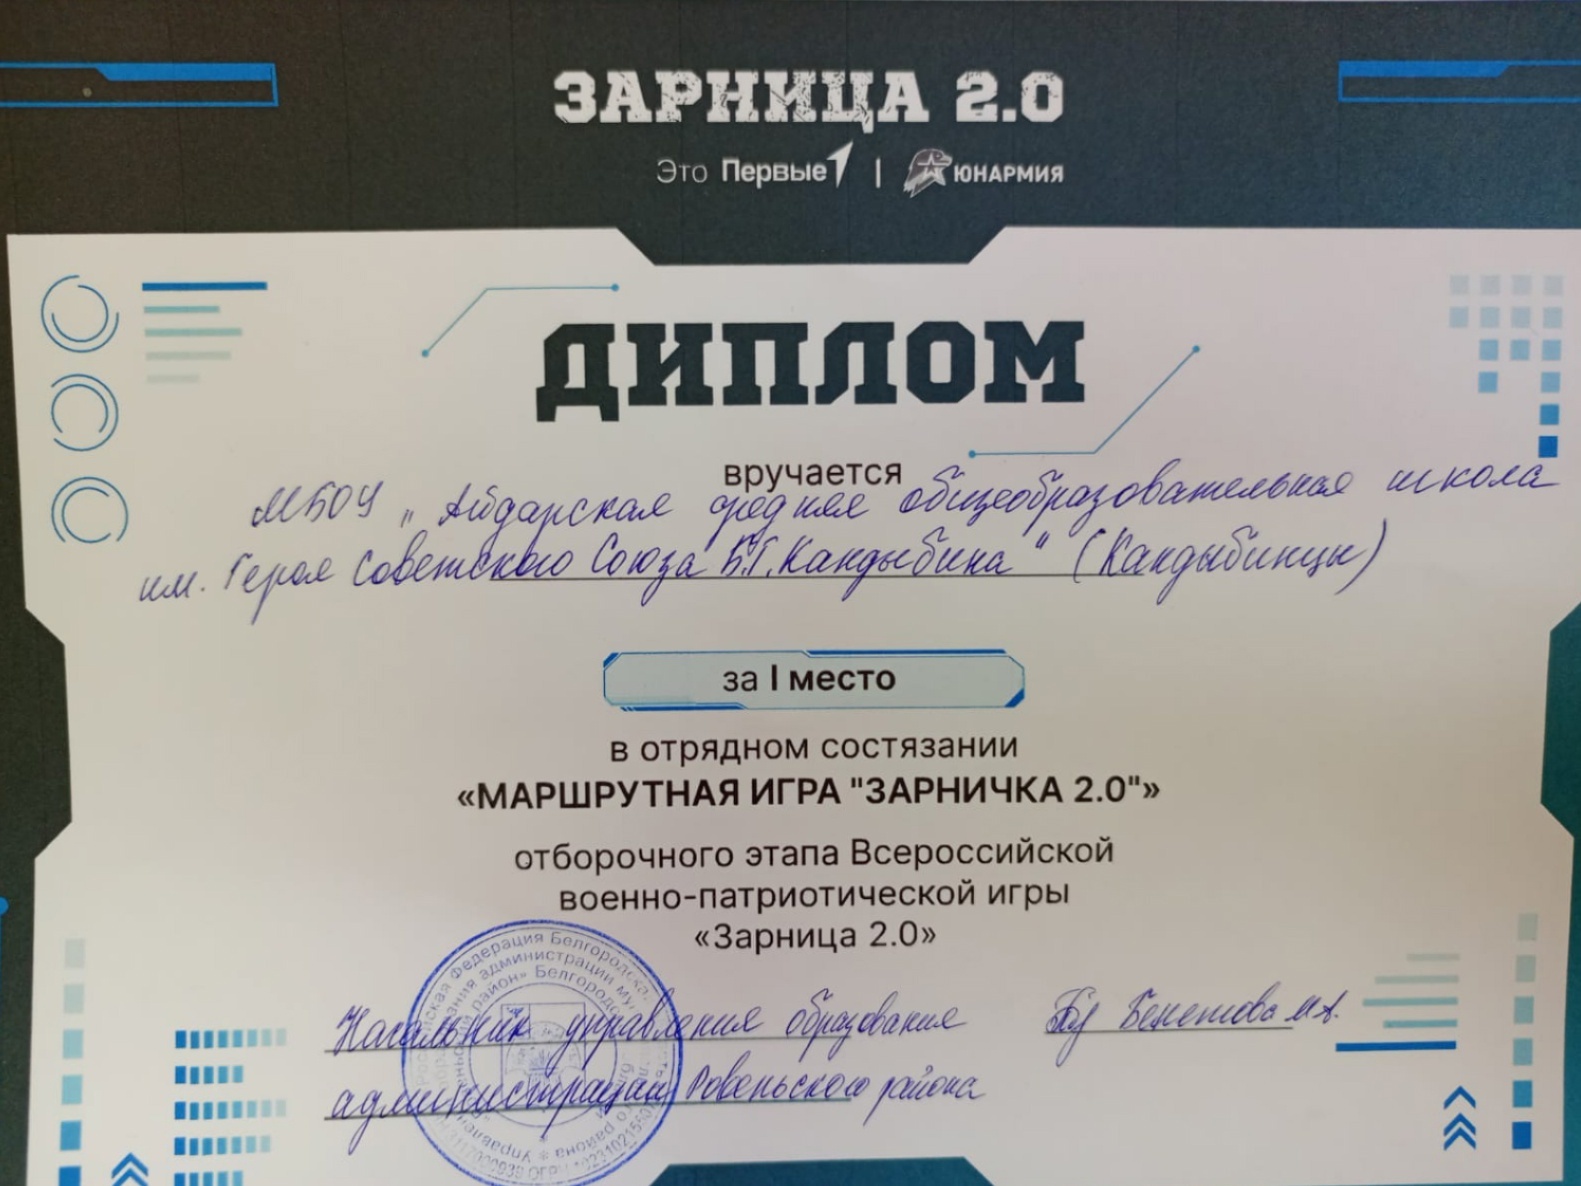 ЗАРНИЦА 2.0
Это Первые | ЮНАРМИЯ
ДИПЛОМ
вручается
МБОУ "Айдарская средняя общеобразовательная школа
им. Героя Советского Союза Б.Г. Кандыбина" (Кандыбинцы)
за I место
в отрядном состязании
«МАРШРУТНАЯ ИГРА "ЗАРНИЧКА 2.0"»
отборочного этапа Всероссийской
военно-патриотической игры
«Зарница 2.0»
Начальник управления образования
администрации Ровеньского района